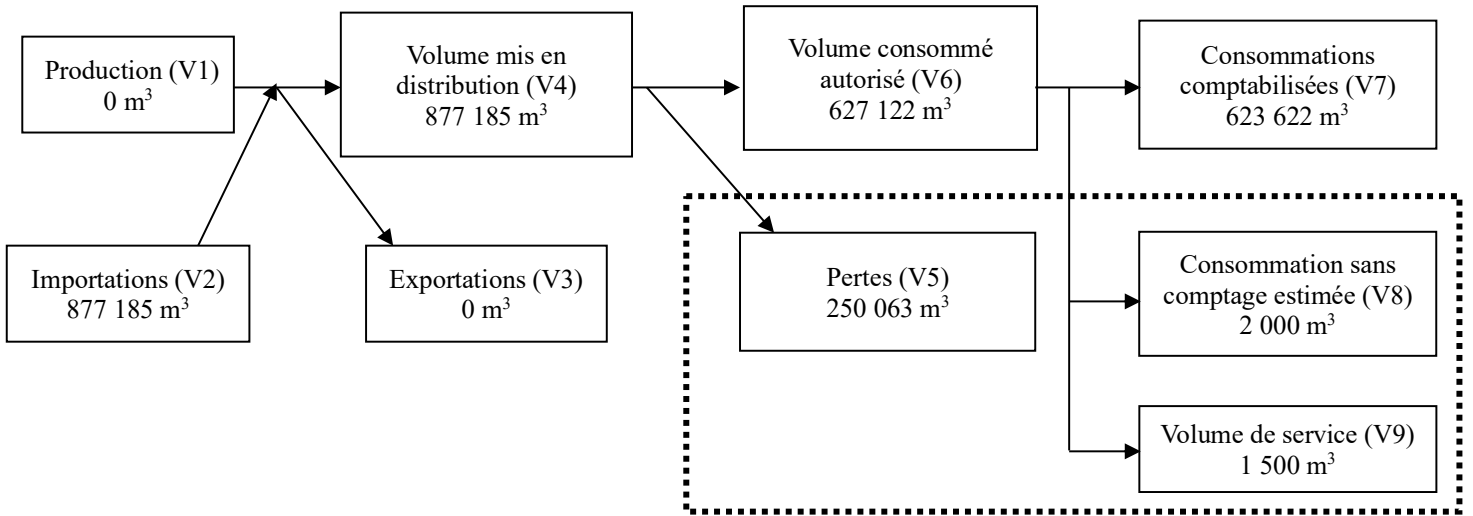 Production (V1)
0 m³
Volume mis en
distribution (V4)
877 185 m³
Volume consommé
autorisé (V6)
627 122 m³
Consommations
comptabilisées (V7)
623 622 m³
Importations (V2)
877 185 m³
Exportations (V3)
0 m³
Pertes (V5)
250 063 m³
Consommation sans
comptage estimée (V8)
2 000 m³
Volume de service (V9)
1 500 m³